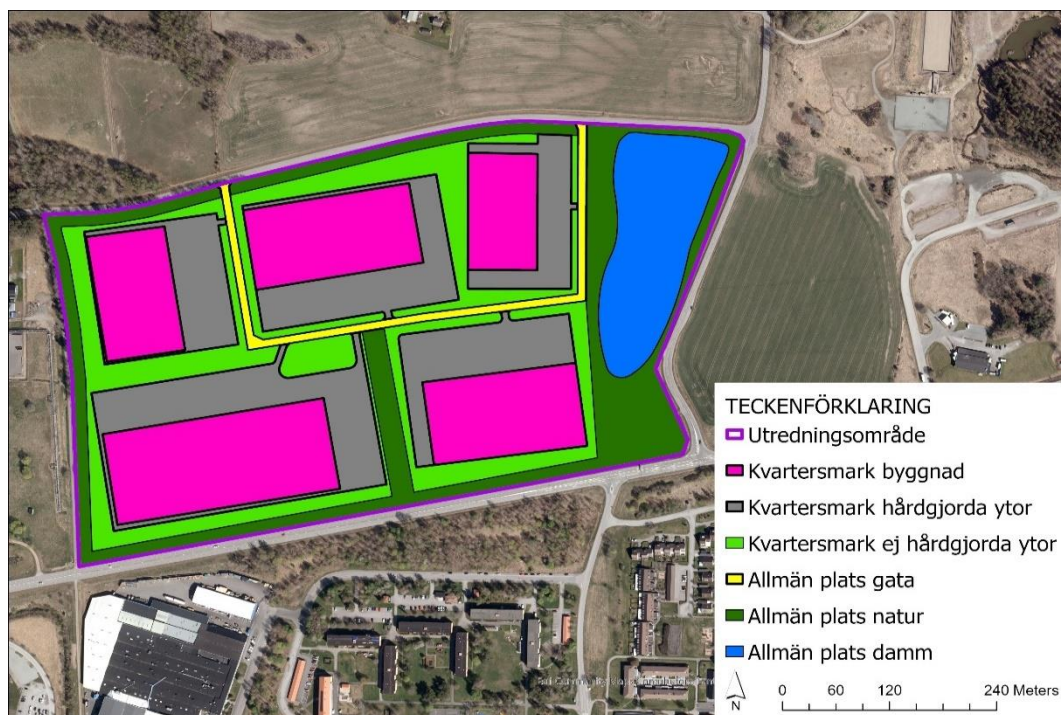 TECKENFÖRKLARING
Utredningsområde
Kvartersmark byggnad
Kvartersmark hårdgjorda ytor
Kvartersmark ej hårdgjorda ytor
Allmän plats gata
Allmän plats natur
Allmän plats damm
N
0 60 120 240 Meters